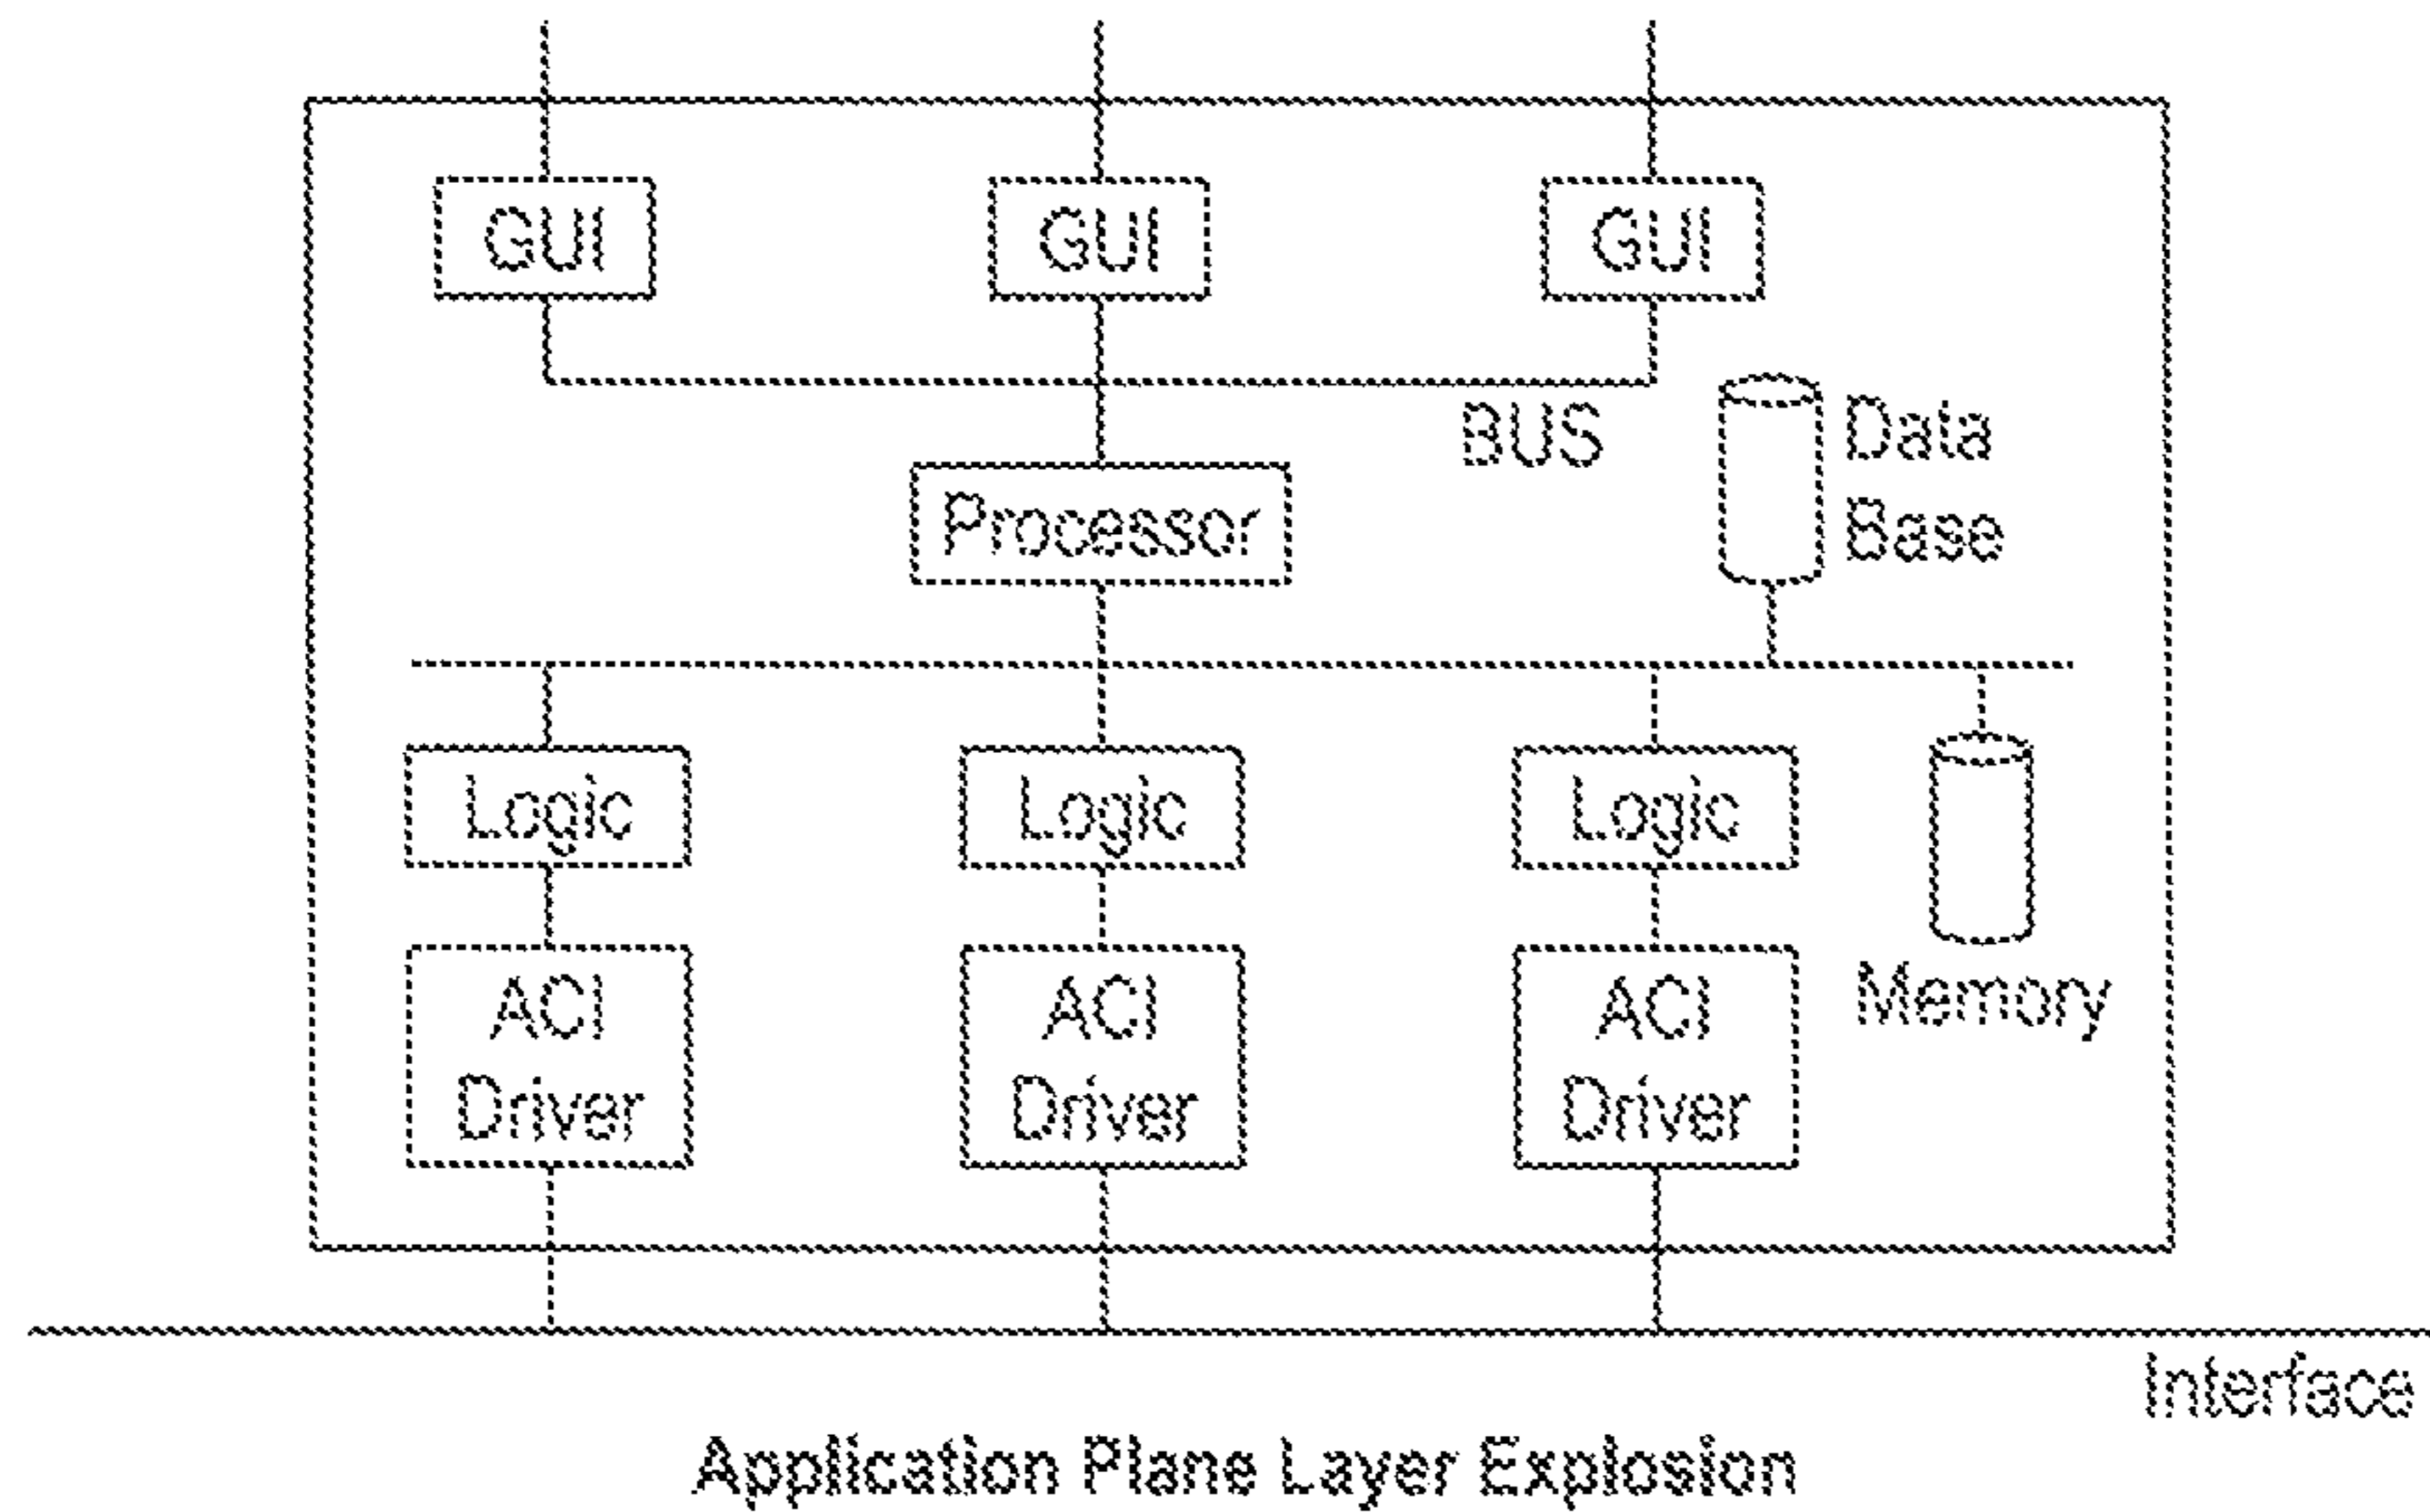 GUI
GUI
GUI
BUS
Data
Base
Processor
Logic
Logic
Logic
ACI
Driver
ACI
Driver
ACI
Driver
Memory
Interface
Application Plane Layer Explosion